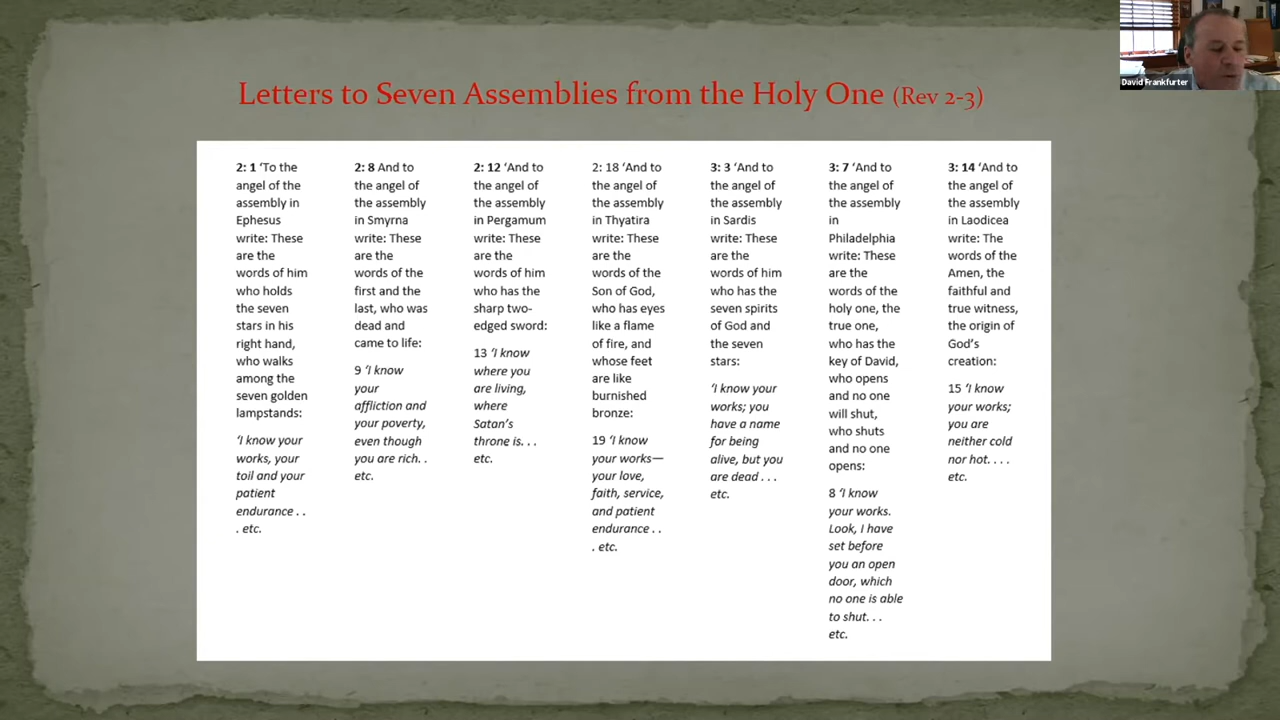 David Frankfurter
Letters to Seven Assemblies from the Holy One (Rev 2-3)
2: 1 ‘To the
angel of the
assembly in
Ephesus
write: These
are the
words of him
who holds
the seven
stars in his
right hand,
who walks
among the
seven golden
lampstands:
‘I know your
works, your
toil and your
patient
endurance . .
. etc.
2: 8 And to
the angel of
the assembly
in Smyrna
write: These
are the
words of the
first and the
last, who was
dead and
came to life:
9 ‘I know
your
affliction and
your poverty,
even though
you are rich. .
etc.
2: 12 ‘And to
the angel of
the assembly
in Pergamum
write: These
are the
words of him
who has the
sharp two-
edged sword:
13 ‘I know
where you
are living,
where
Satan’s
throne is. . .
etc.
2: 18 ‘And to
the angel of
the assembly
in Thyatira
write: These
are the
words of the
Son of God,
who has eyes
like a flame
of fire, and
whose feet
are like
burnished
bronze:
19 ‘I know
your works—
your love,
faith, service,
and patient
endurance . .
. etc.
3: 3 ‘And to
the angel of
the assembly
in Sardis
write: These
are the
words of him
who has the
seven spirits
of God and
the seven
stars:
‘I know your
works; you
have a name
for being
alive, but you
are dead . . .
etc.
3: 7 ‘And to
the angel of
the assembly
in
Philadelphia
write: These
are the
words of the
holy one, the
true one,
who has the
key of David,
who opens
and no one
will shut,
who shuts
and no one
opens:
8 ‘I know
your works.
Look, I have
set before
you an open
door, which
no one is able
to shut. . .
etc.
3: 14 ‘And to
the angel of
the assembly
in Laodicea
write: The
words of the
Amen, the
faithful and
true witness,
the origin of
God’s
creation:
15 ‘I know
your works;
you are
neither cold
nor hot. . . .
etc.